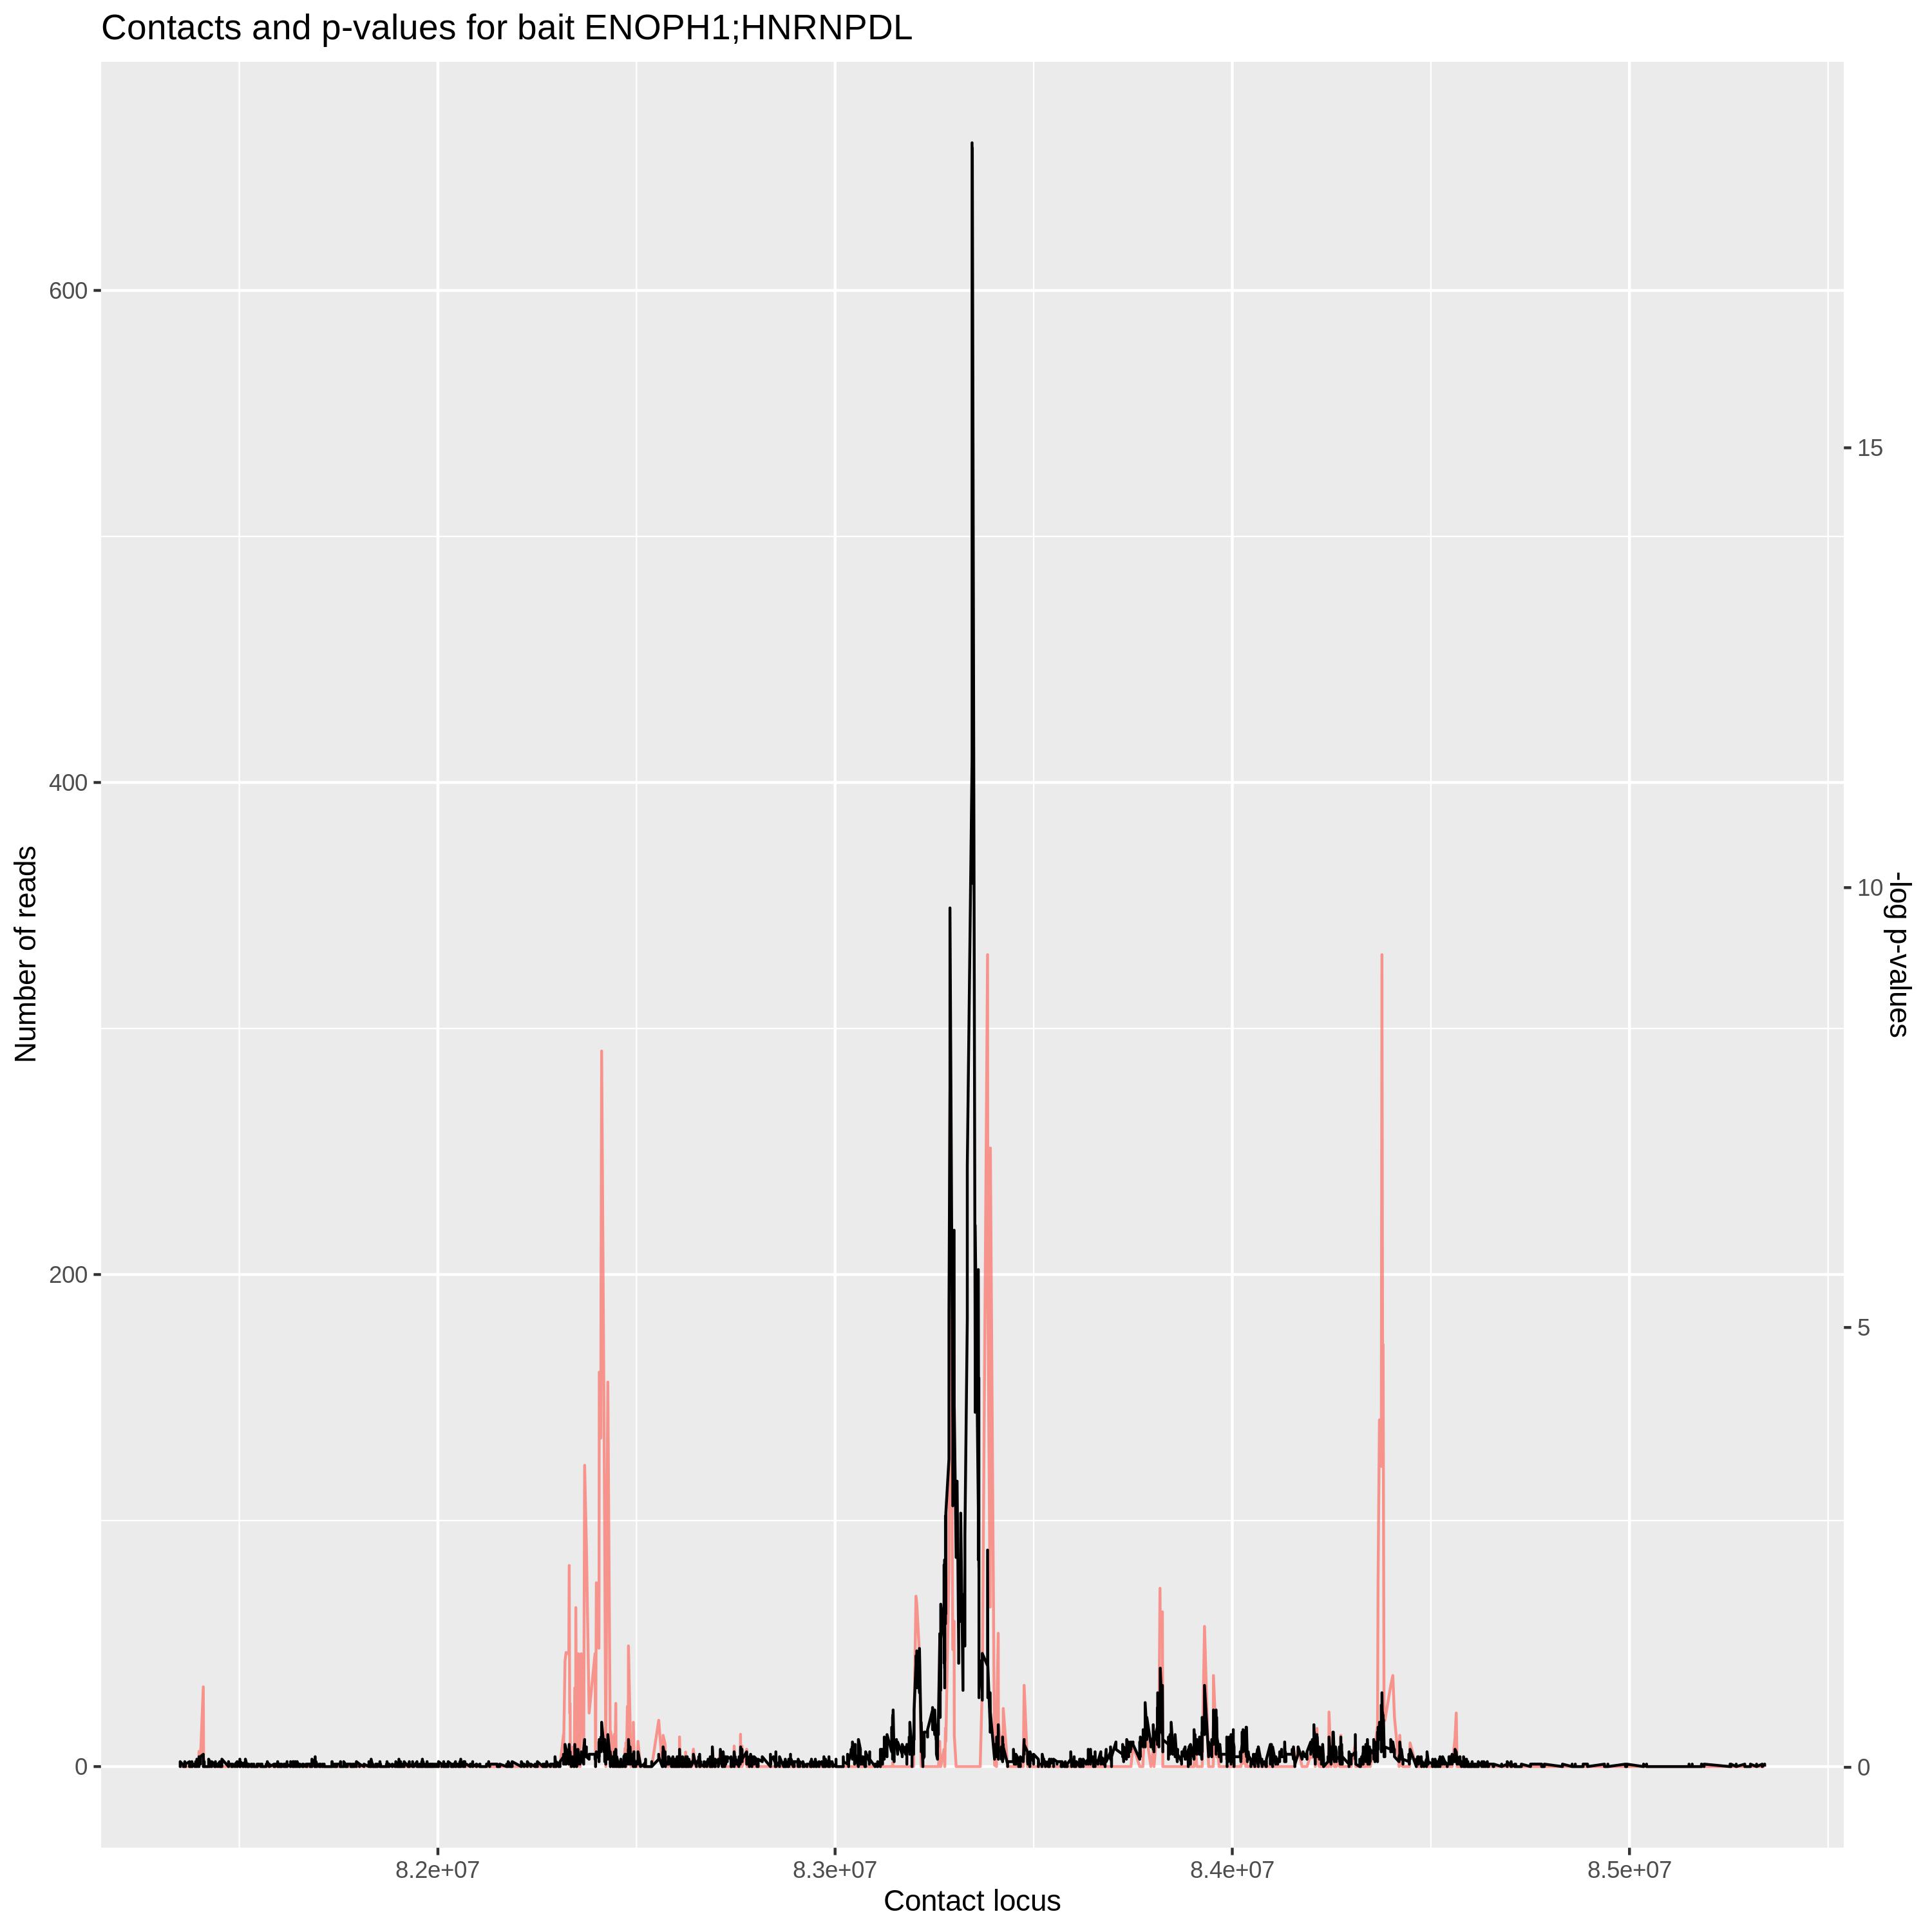 Contacts and p-values for bait ENOPH1;HNRNPDL
600
400
200
0
Number of reads
15
10
5
0
-log p-values
8.2e+07
8.3e+07
8.4e+07
8.5e+07
Contact locus